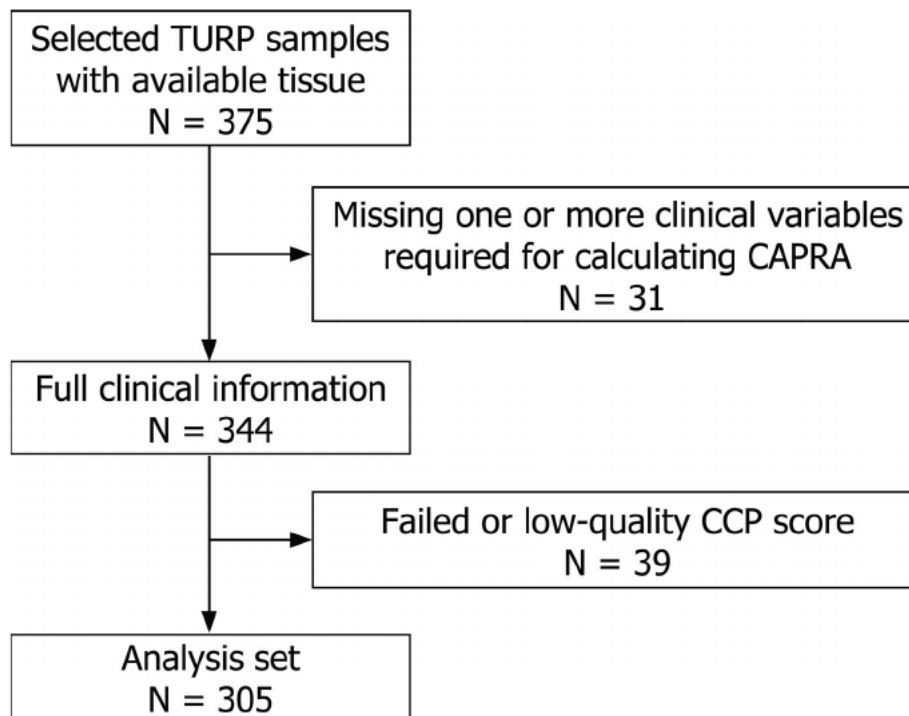 Selected TURP samples
with available tissue
N = 375
Missing one or more clinical variables
required for calculating CAPRA
N = 31
Full clinical information
N = 344
Failed or low-quality CCP score
N = 39
Analysis set
N = 305